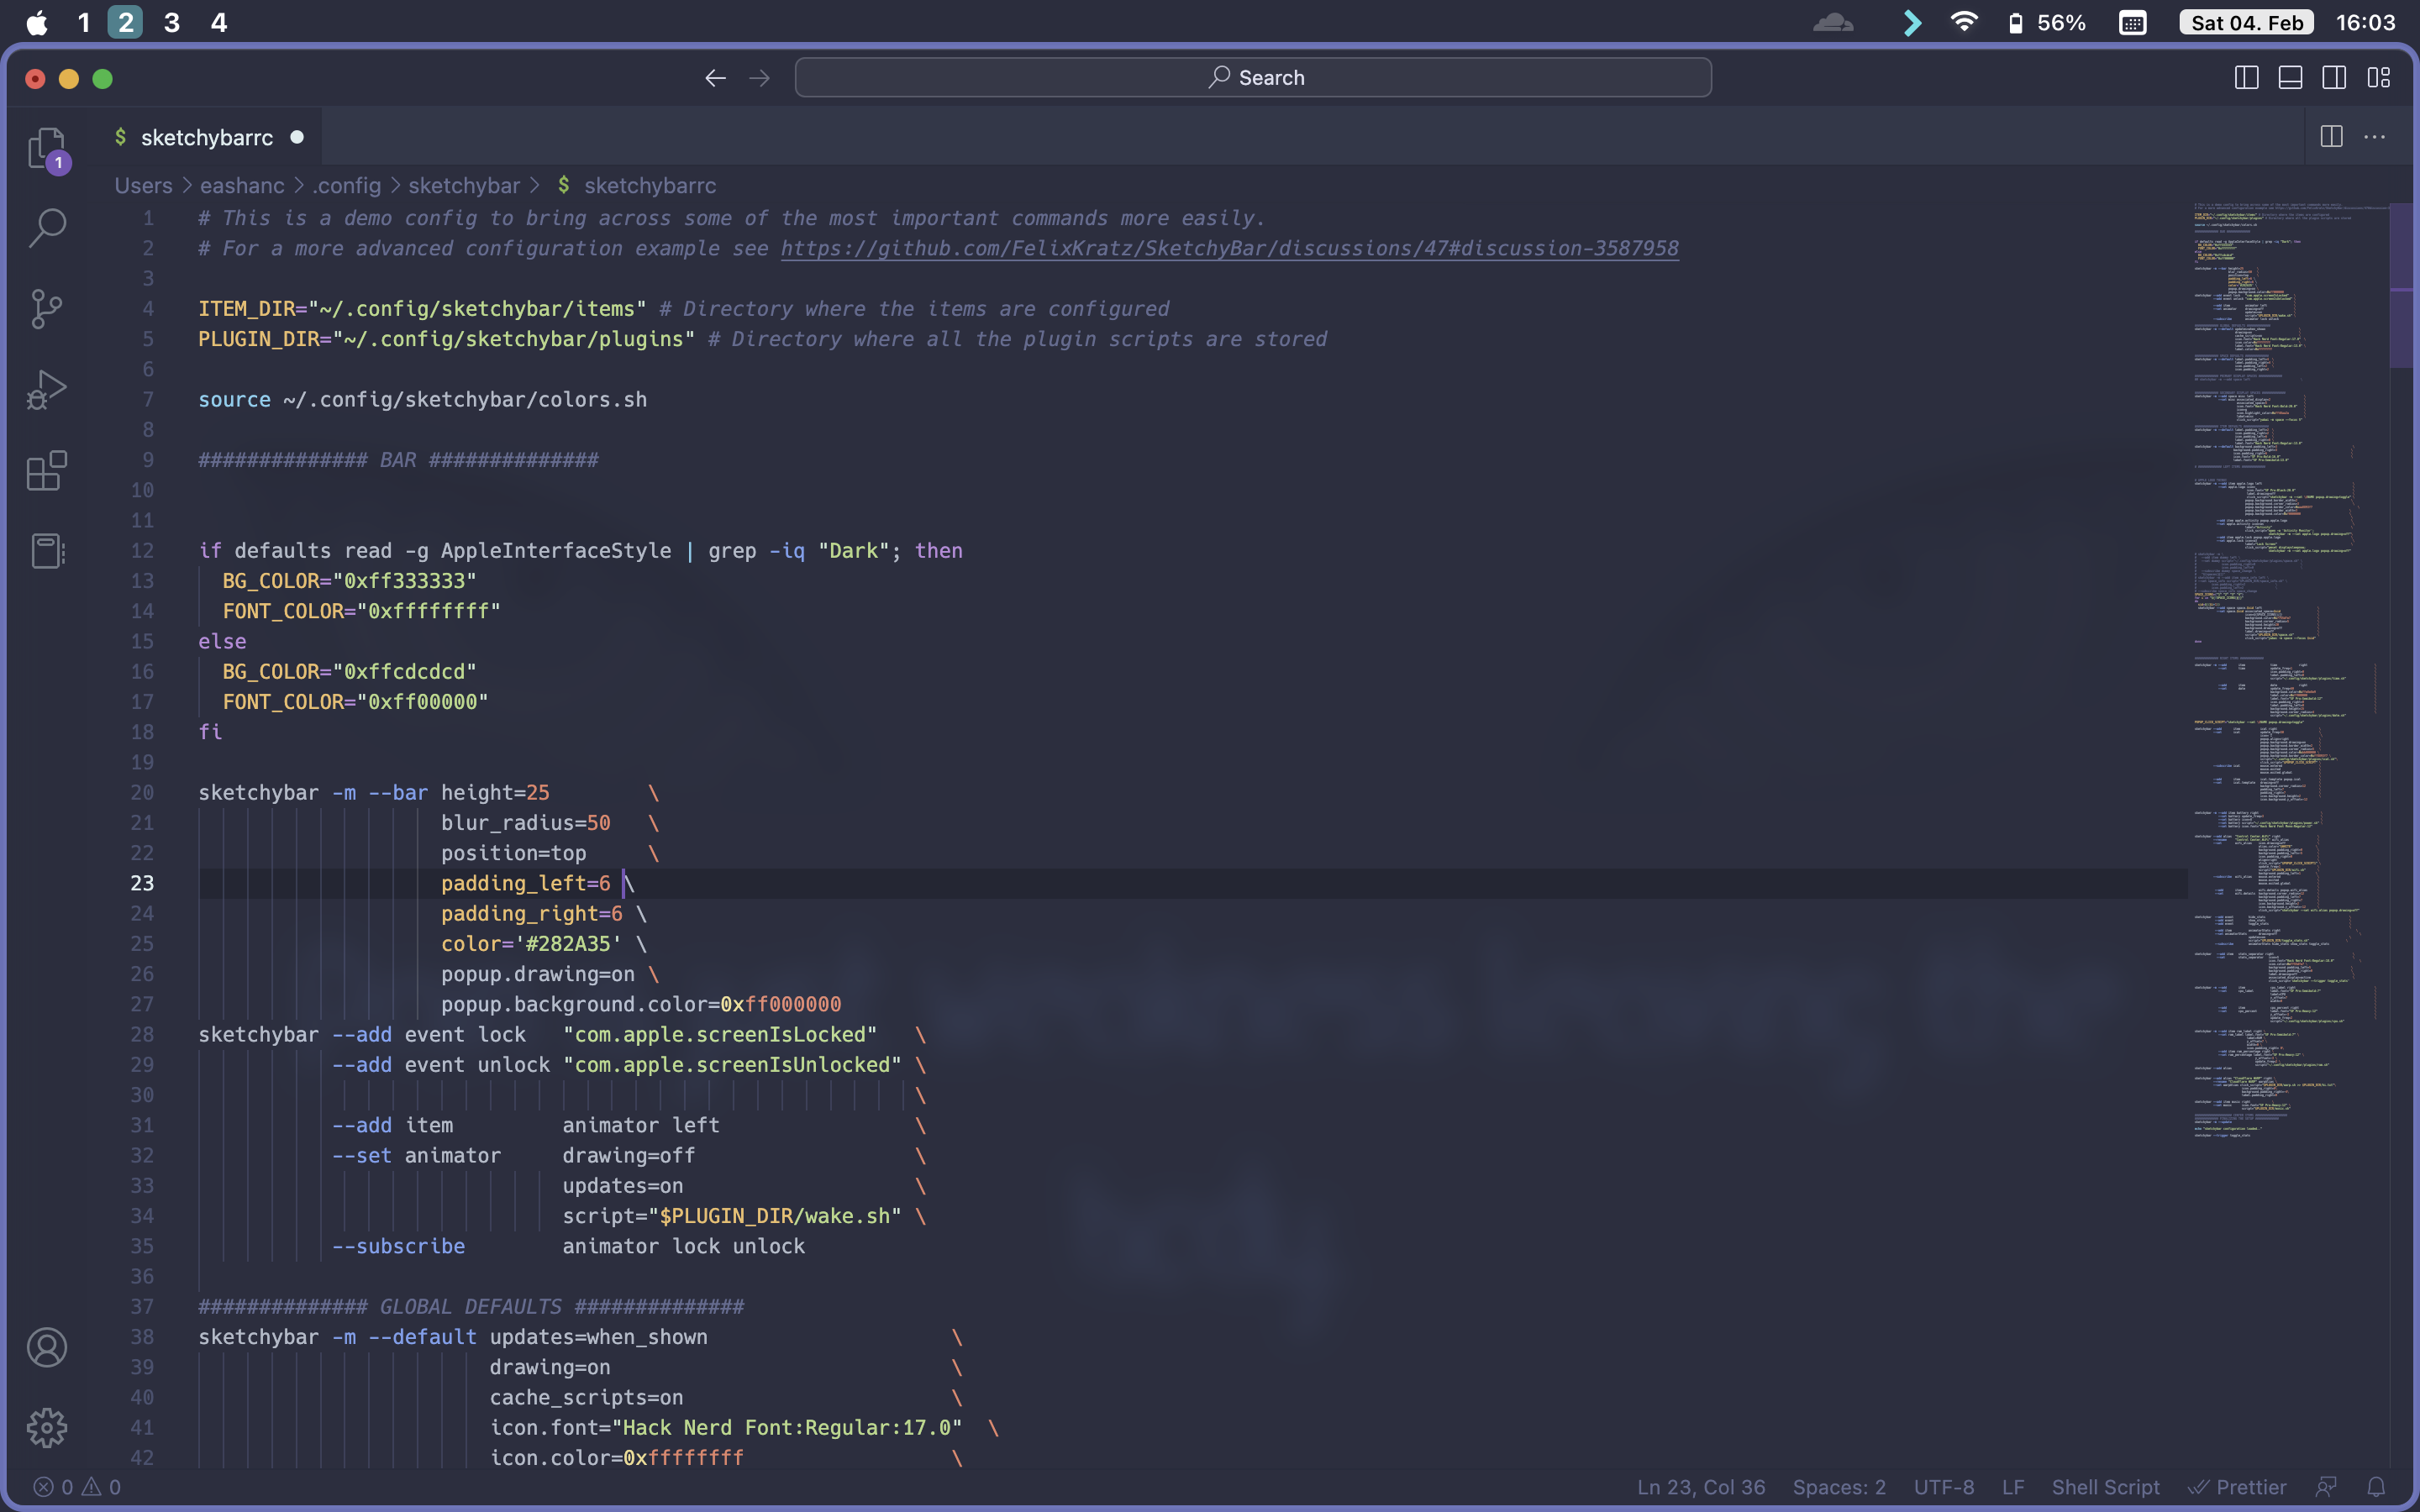 1 2 3 4 56% Sat 04. Feb 16:03
Search
$ sketchybarrc
1
Users > eashanc > .config > sketchybar > $ sketchybarrc
1 # This is a demo config to bring across some of the most important commands more easily.
2 # For a more advanced configuration example see https://github.com/FelixKratz/SketchyBar/discussions/47#discussion-3587958
3
4 ITEM_DIR="~/.config/sketchybar/items" # Directory where the items are configured
5 PLUGIN_DIR="~/.config/sketchybar/plugins" # Directory where all the plugin scripts are stored
6
7 source ~/.config/sketchybar/colors.sh
8
9 ############## BAR ##############
10
11
12 if defaults read -g AppleInterfaceStyle | grep -iq "Dark"; then
13 BG_COLOR="0xff333333"
14 FONT_COLOR="0xffffffff"
15 else
16 BG_COLOR="0xffcdcdcd"
17 FONT_COLOR="0xff00000"
18 fi
19
20 sketchybar -m --bar height=25 \
21 blur_radius=50 \
22 position=top \
23 padding_left=6 \
24 padding_right=6 \
25 color='#282A35' \
26 popup.drawing=on \
27 popup.background.color=0xff000000
28 sketchybar --add event lock "com.apple.screenIsLocked" \
29 --add event unlock "com.apple.screenIsUnlocked" \
30 \
31 --add item animator left \
32 --set animator drawing=off \
33 updates=on \
34 script="$PLUGIN_DIR/wake.sh" \
35 --subscribe animator lock unlock
36
37 ############## GLOBAL DEFAULTS ##############
38 sketchybar -m --default updates=when_shown \
39 drawing=on \
40 cache_scripts=on \
41 icon.font="Hack Nerd Font:Regular:17.0" \
42 icon.color=0xffffffff \
0 0 Ln 23, Col 36 Spaces: 2 UTF-8 LF Shell Script Prettier